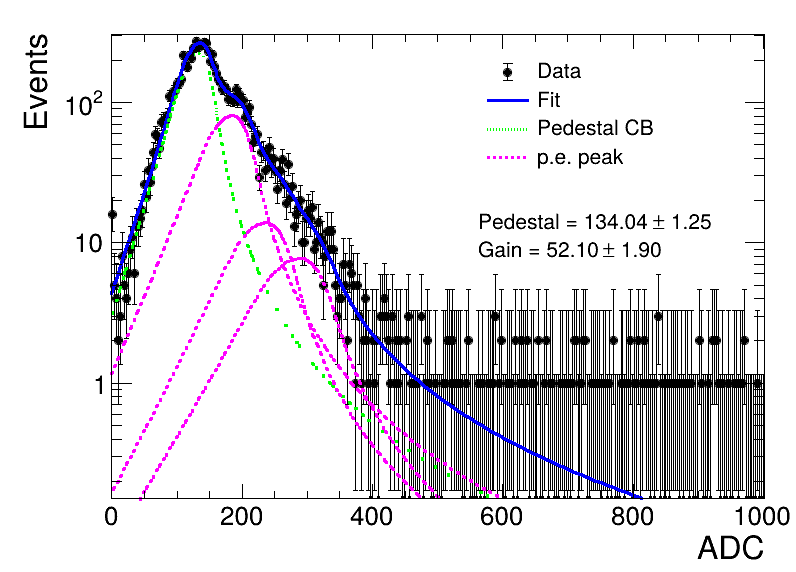 Events
10²
10
1
Data
Fit
Pedestal CB
p.e. peak
Pedestal = 134.04 ± 1.25
Gain = 52.10 ± 1.90
0 200 400 600 800 1000
ADC